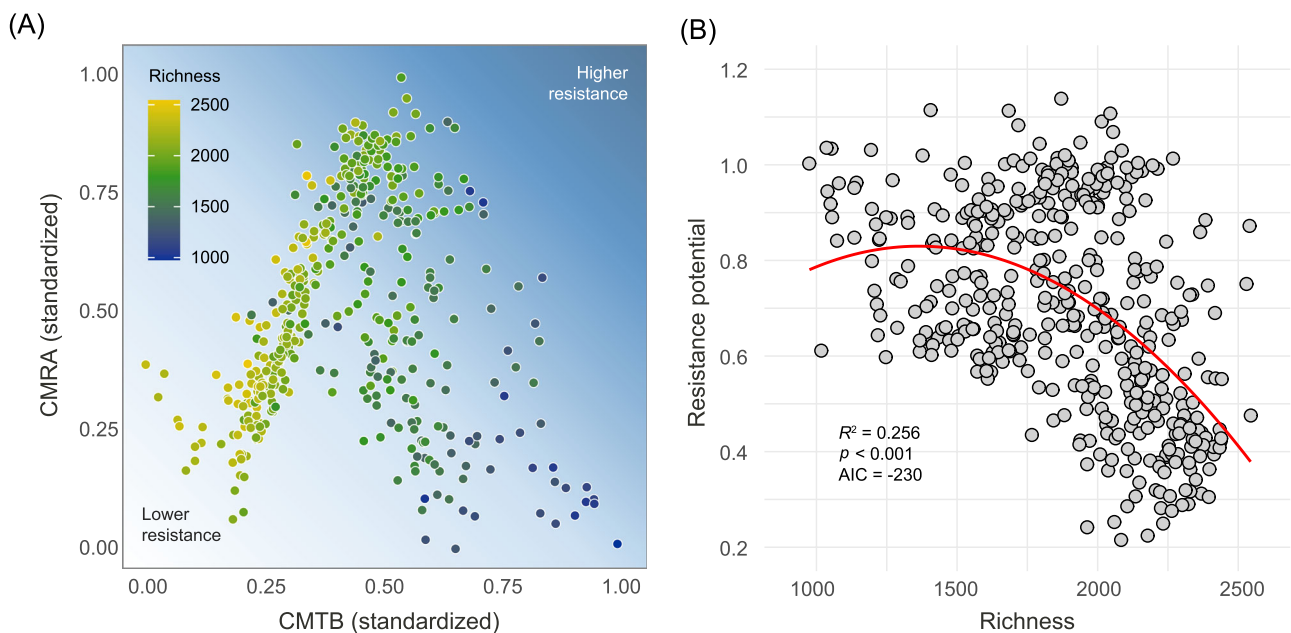 (A)
Richness
2500
2000
1500
1000
Higher
resistance
Lower
resistance
1.00
0.75
0.50
0.25
0.00
CMRA (standardized)
0.00 0.25 0.50 0.75 1.00
CMTB (standardized)
(B)
1.2
1.0
0.8
0.6
0.4
0.2
Resistance potential
R² = 0.256
p < 0.001
AIC = -230
1000 1500 2000 2500
Richness